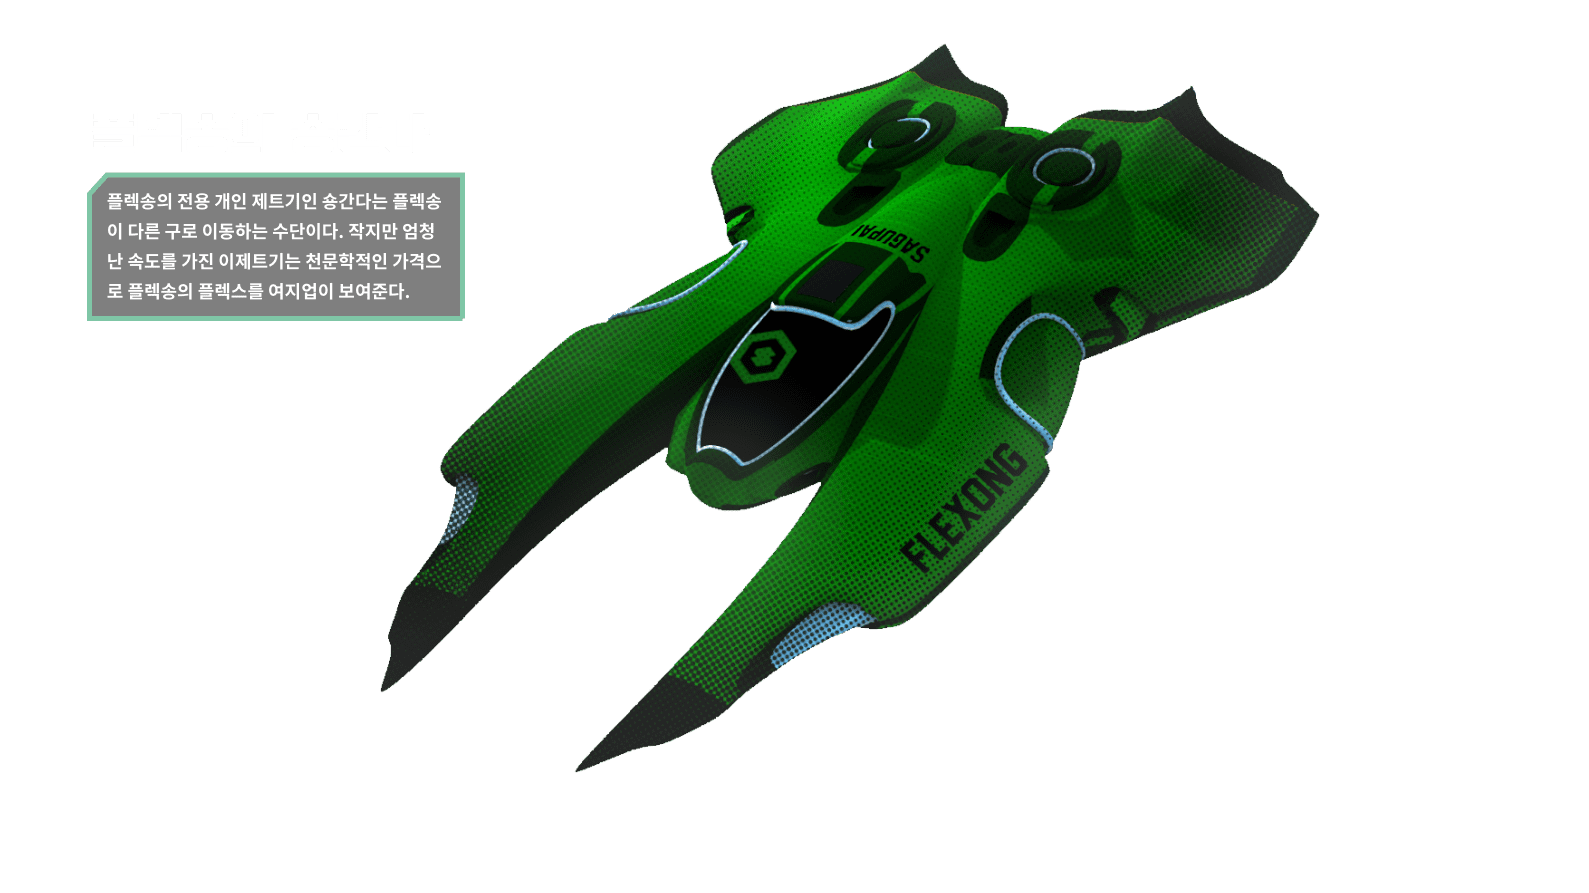 플렉송의 전용 개인 제트기인 숑간다는 플렉송
이 다른 구로 이동하는 수단이다. 작지만 엄청
난 속도를 가진 이제트기는 천문학적인 가격으
로 플렉송의 플렉스를 여지업이 보여준다.
SAGUPAI
FLEXONG